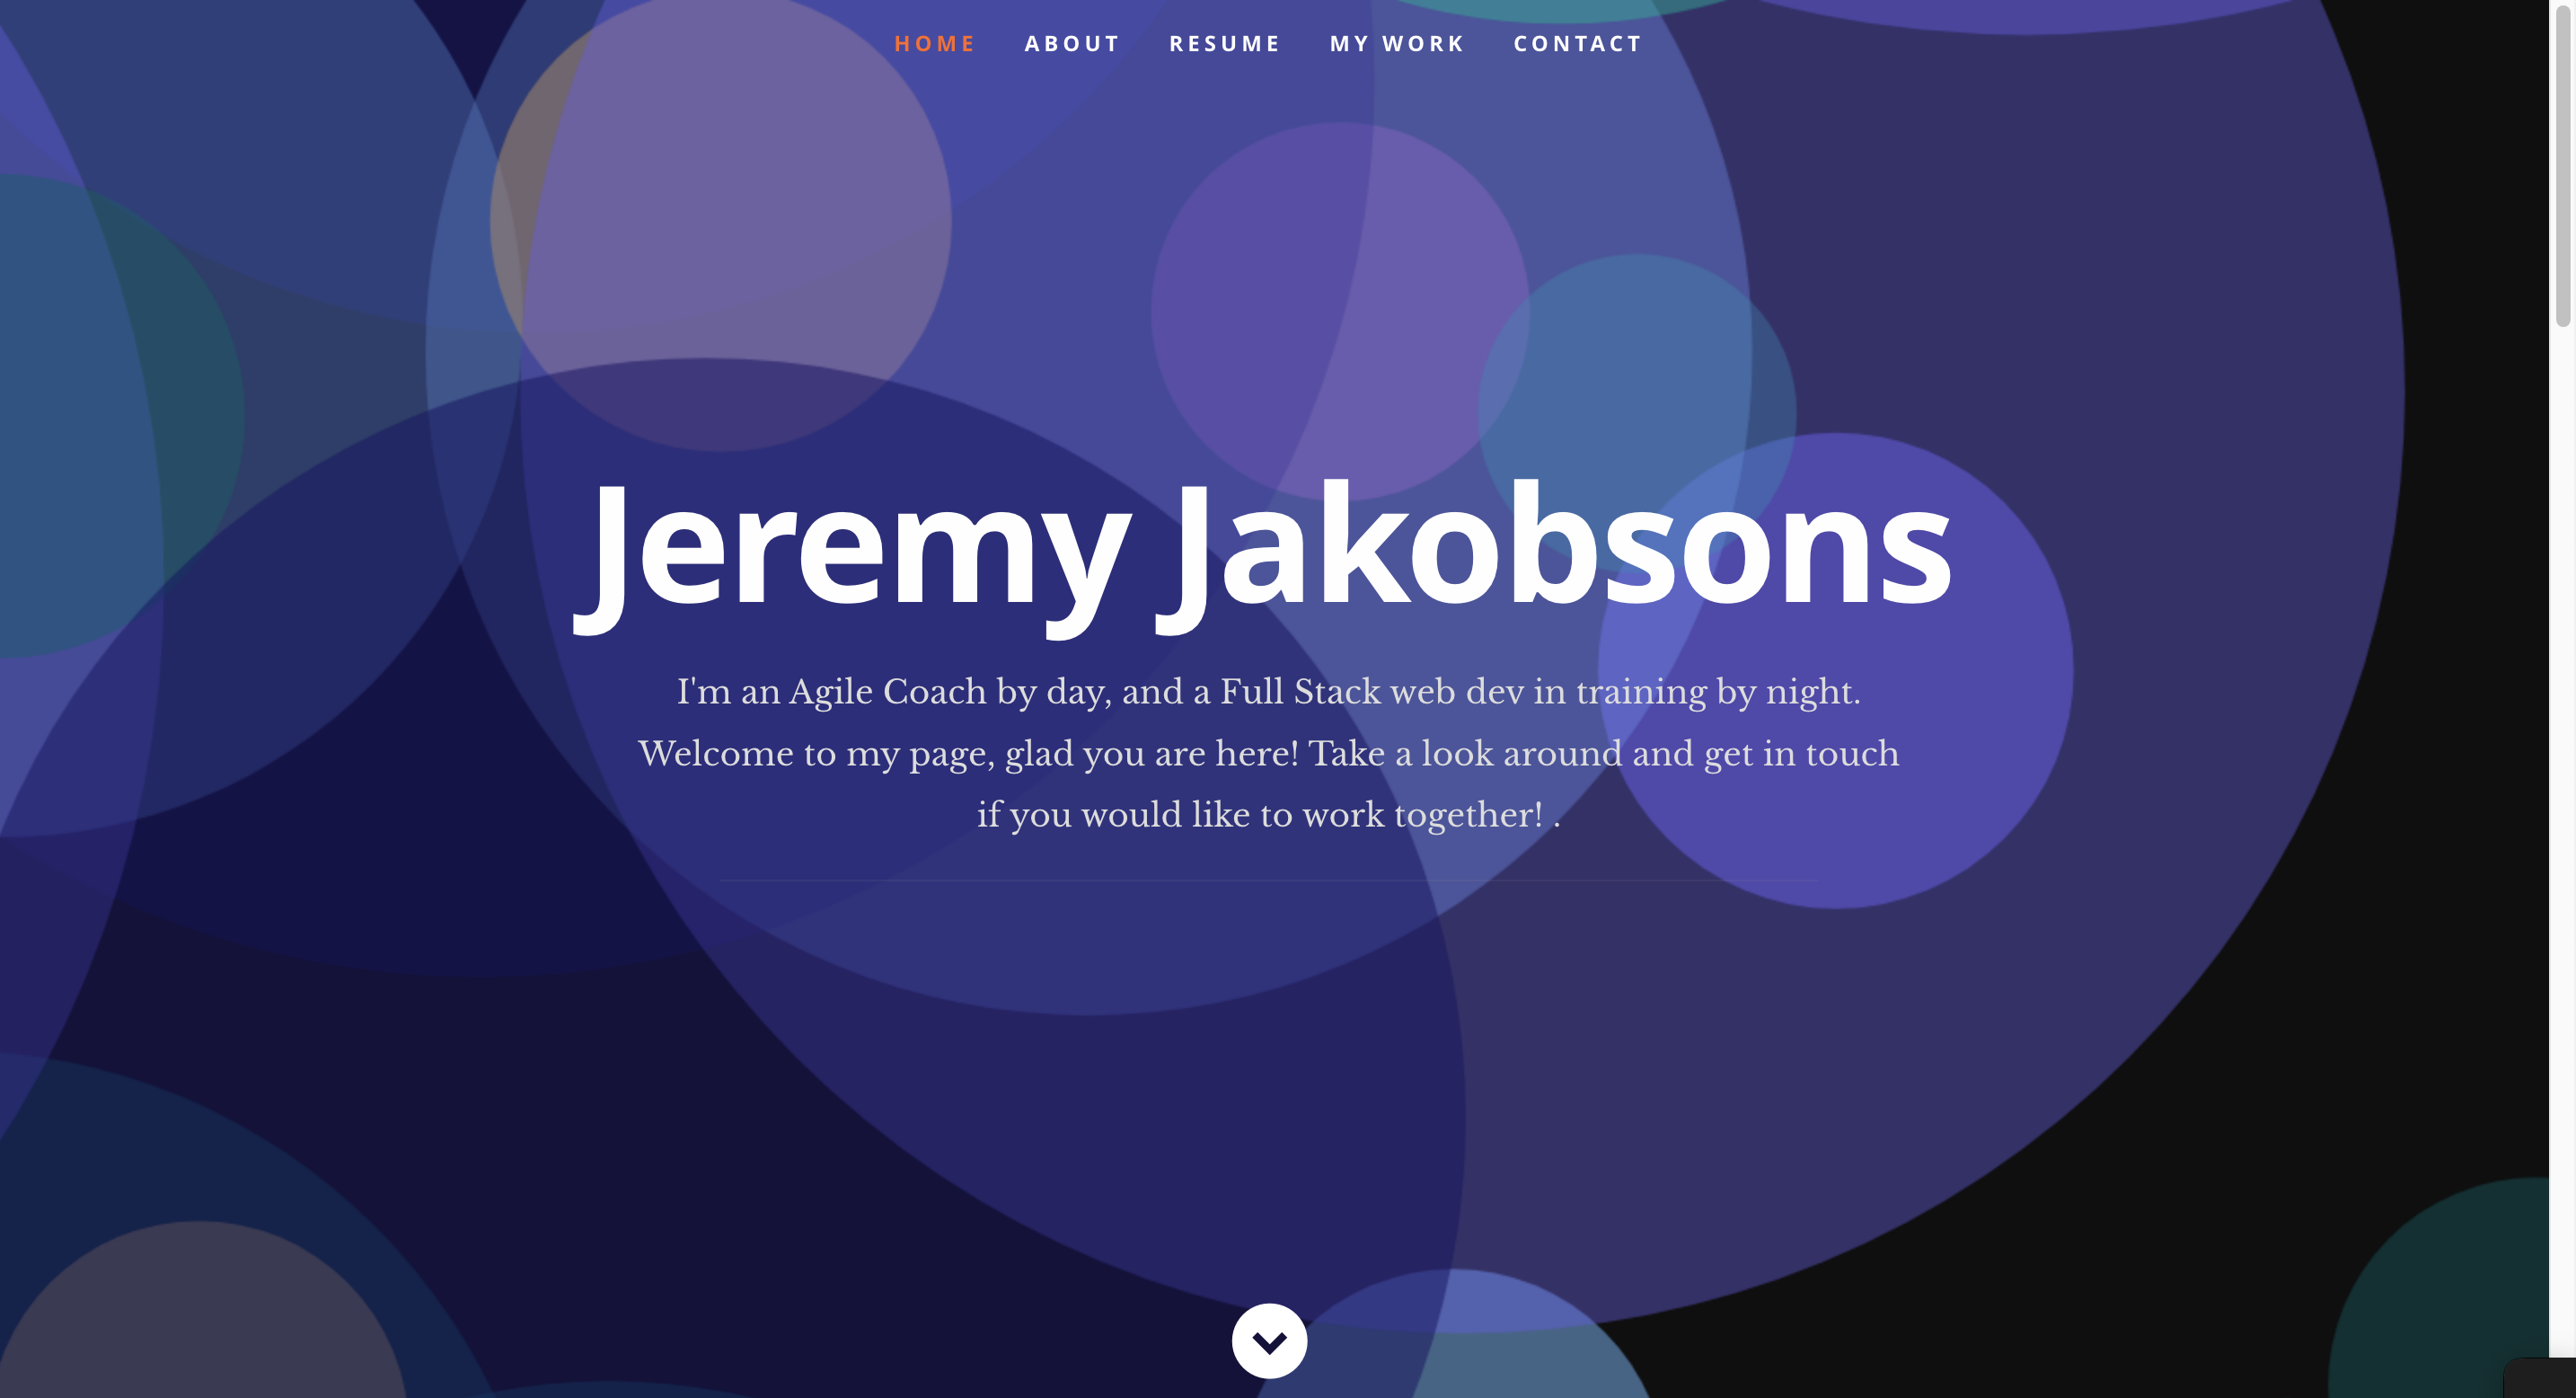 HOME ABOUT RESUME MY WORK CONTACT
Jeremy Jakobsons
I'm an Agile Coach by day, and a Full Stack web dev in training by night.
Welcome to my page, glad you are here! Take a look around and get in touch
if you would like to work together! .